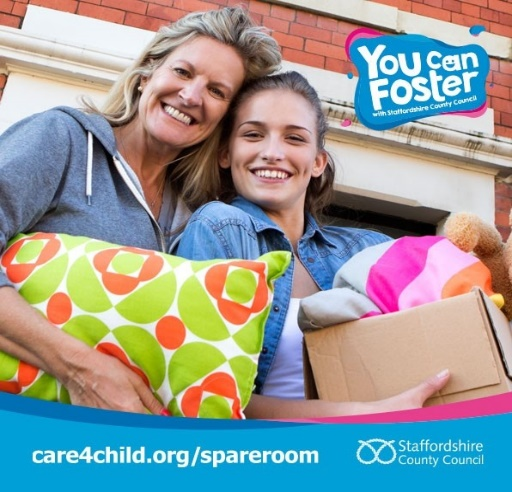 You Can
Foster
with Staffordshire County Council
care4child.org/spareroom
Staffordshire
County Council